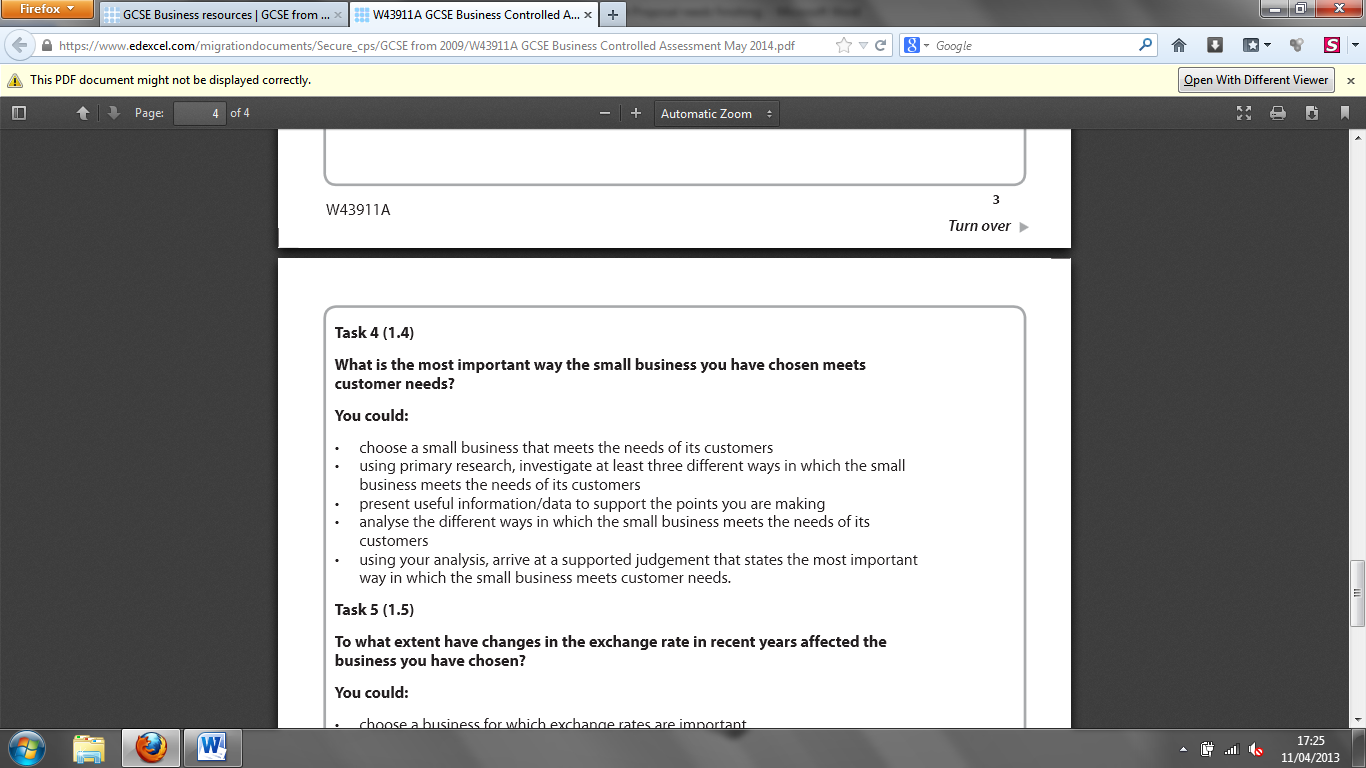 Firefox
GCSE Business resources | GCSE from ...
W43911A GCSE Business Controlled A...
https://www.edexcel.com/migrationdocuments/Secure_cps/GCSE from 2009/W43911A GCSE Business Controlled Assessment May 2014.pdf
Google
This PDF document might not be displayed correctly.
Open With Different Viewer
Page: 4 of 4
Automatic Zoom
3
W43911A
Turn over
Task 4 (1.4)
What is the most important way the small business you have chosen meets
customer needs?
You could:
• choose a small business that meets the needs of its customers
• using primary research, investigate at least three different ways in which the small
business meets the needs of its customers
• present useful information/data to support the points you are making
• analyse the different ways in which the small business meets the needs of its
customers
• using your analysis, arrive at a supported judgement that states the most important
way in which the small business meets customer needs.
Task 5 (1.5)
To what extent have changes in the exchange rate in recent years affected the
business you have chosen?
You could:
• choose a business for which exchange rates are important
17:25
11/04/2013